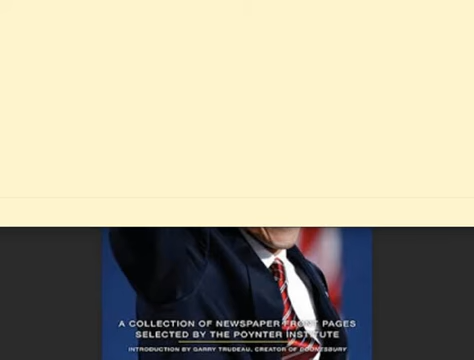 A COLLECTION OF NEWSPAPER FRONT PAGES
SELECTED BY THE POYNTER INSTITUTE
INTRODUCTION BY GARRY TRUDEAU, CREATOR OF DOONESBURY